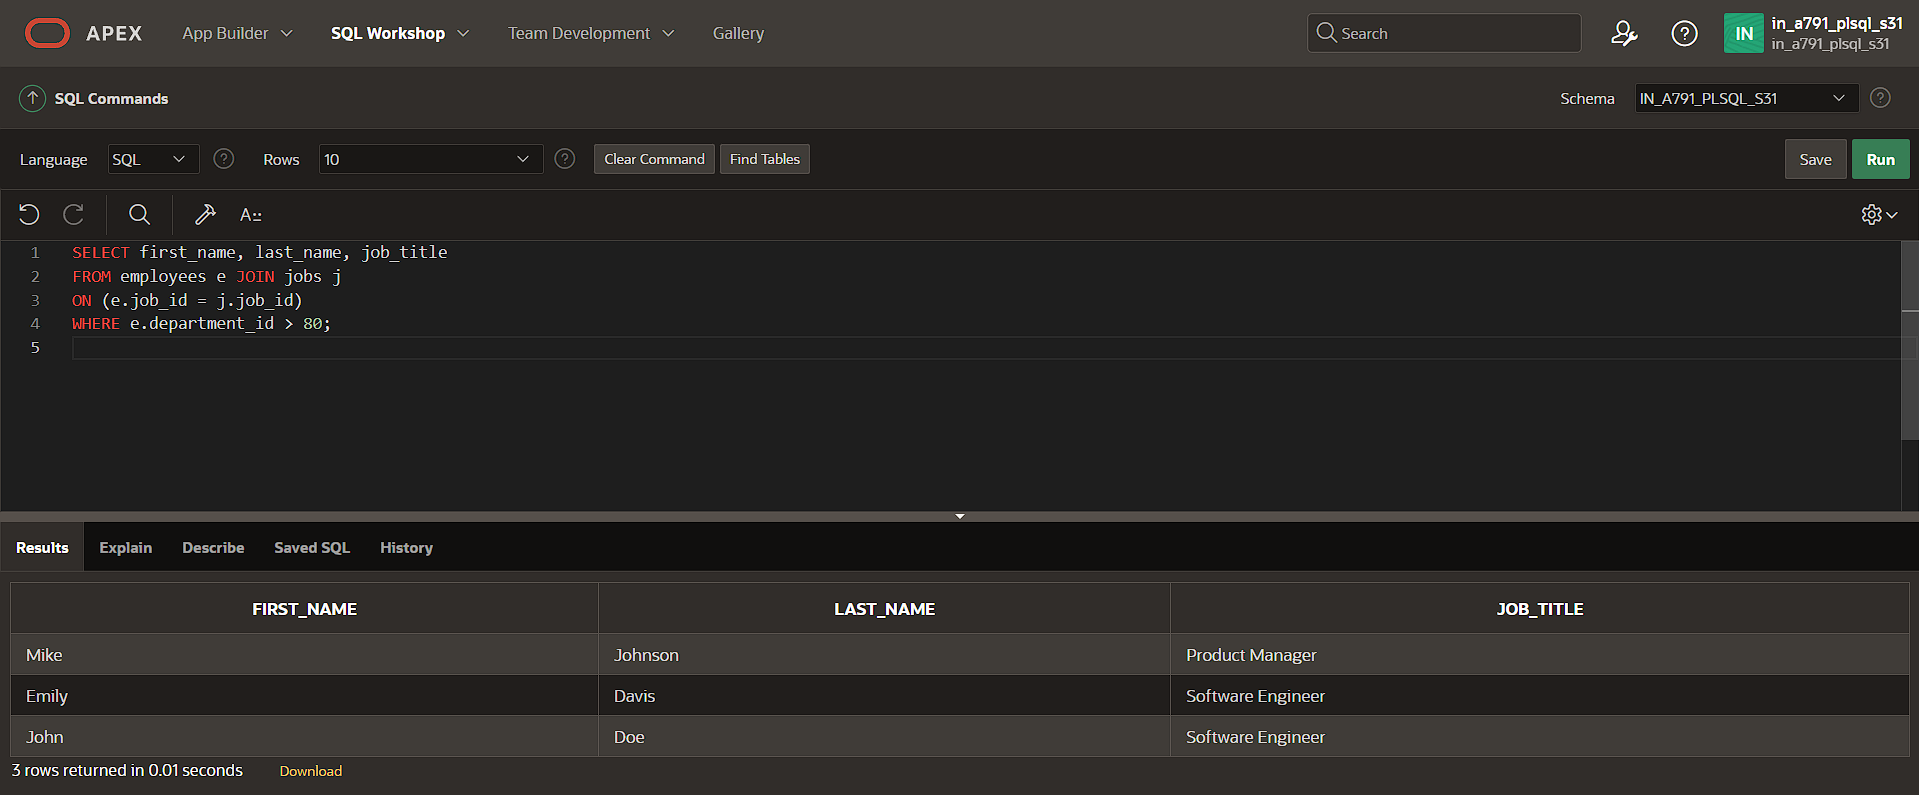 APEX App Builder SQL Workshop Team Development Gallery Search IN in_a791_plsql_s31
in_a791_plsql_s31
SQL Commands Schema IN_A791_PLSQL_S31
Language SQL Rows 10 Clear Command Find Tables Save Run
A::
1 SELECT first_name, last_name, job_title
2 FROM employees e JOIN jobs j
3 ON (e.job_id = j.job_id)
4 WHERE e.department_id > 80;
5
Results Explain Describe Saved SQL History
FIRST_NAME LAST_NAME JOB_TITLE
Mike Johnson Product Manager
Emily Davis Software Engineer
John Doe Software Engineer
3 rows returned in 0.01 seconds Download